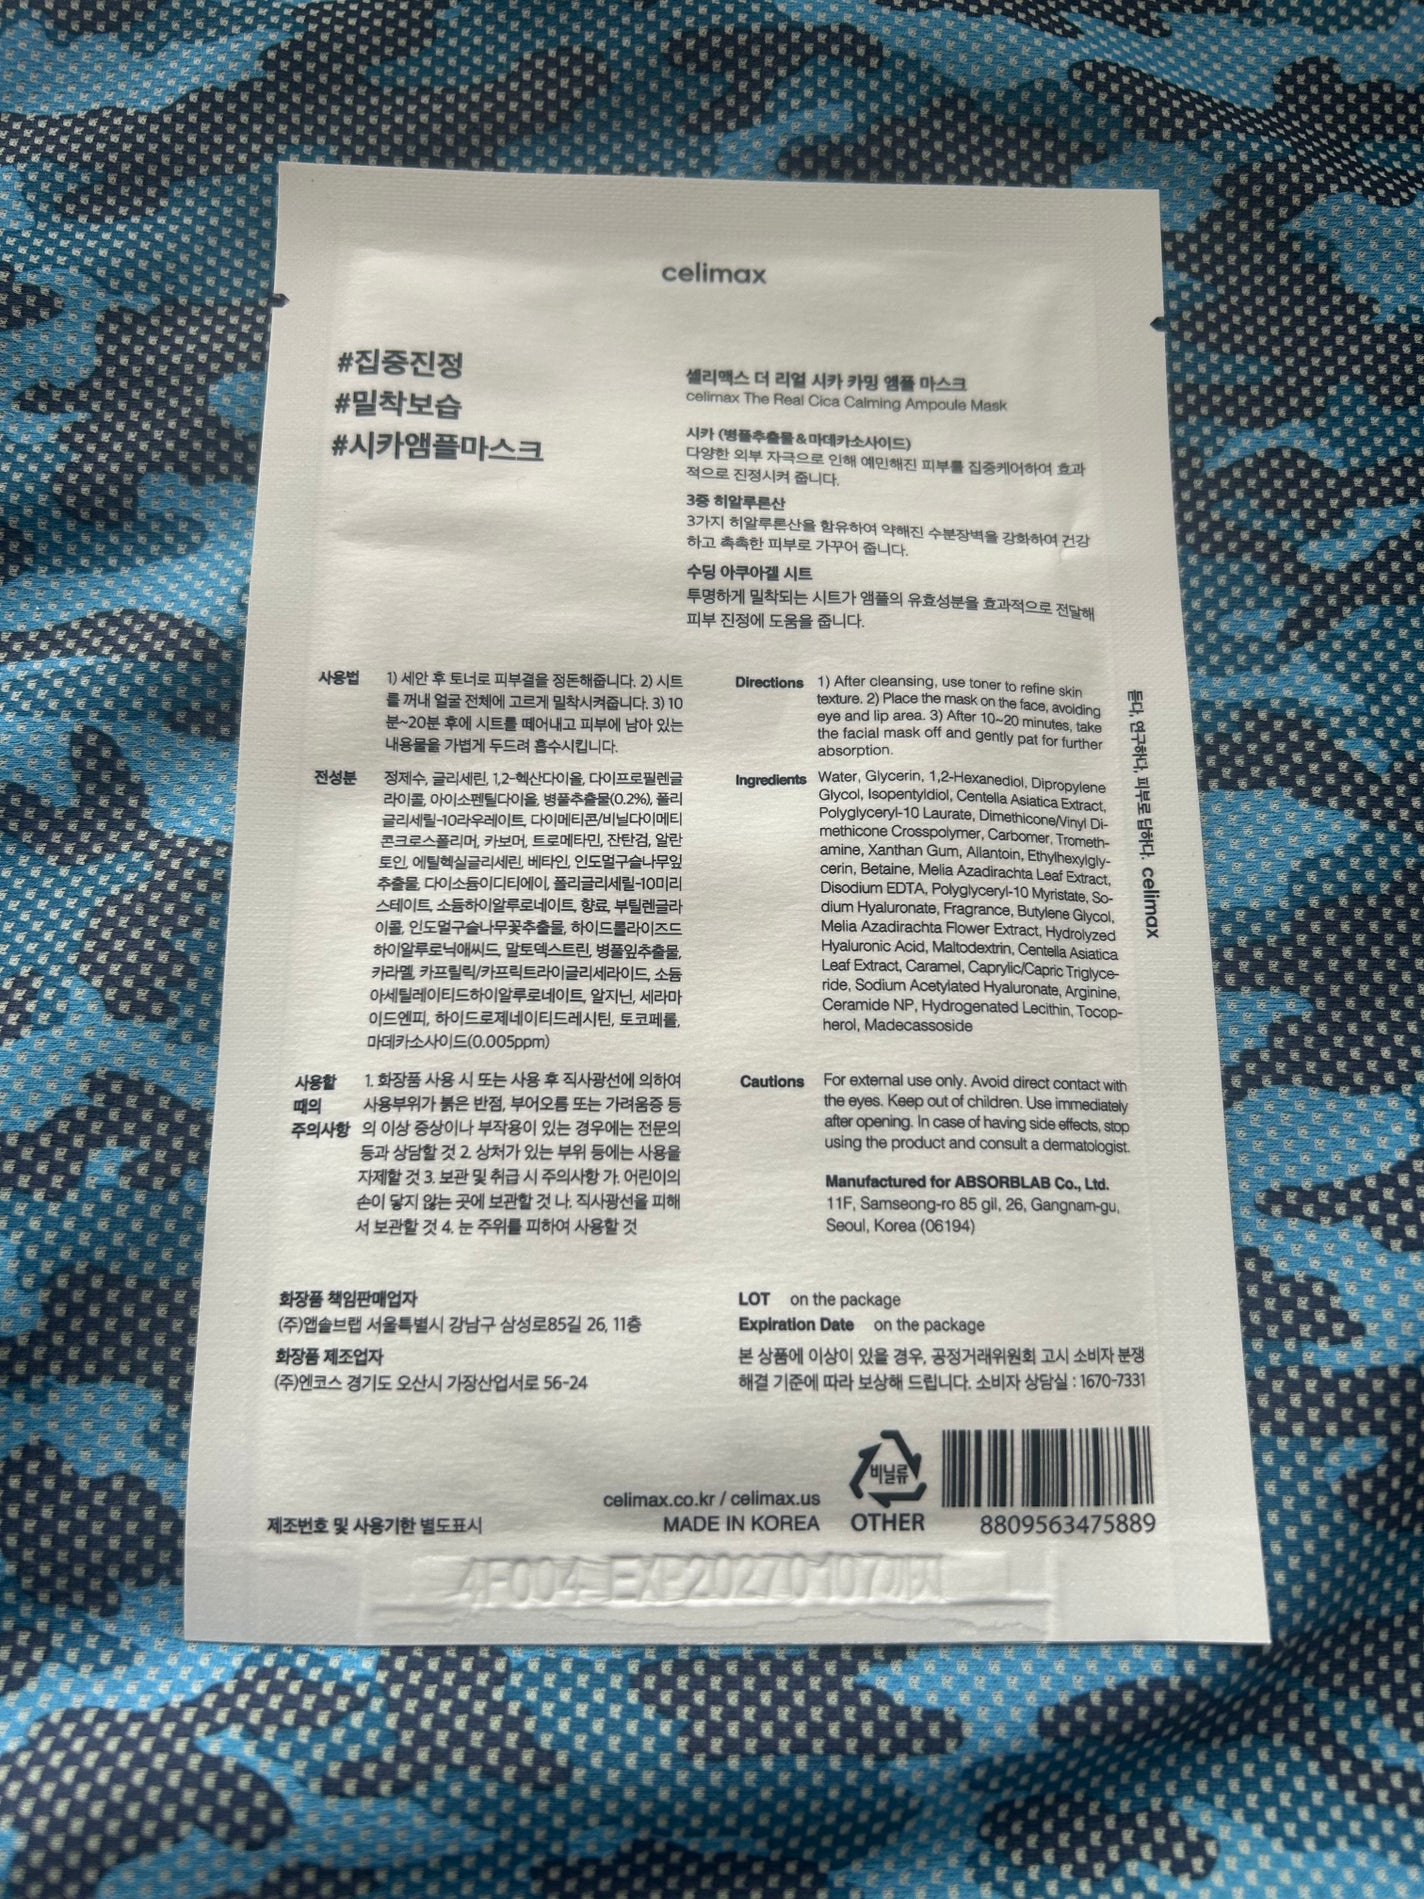 celimax
#집중진정
#밀착보습
#시카앰플마스크
셀리맥스 더 리얼 시카 카밍 앰플 마스크
celimax The Real Cica Calming Ampoule Mask
시카 (병풀추출물&마데카소사이드)
다양한 외부 자극으로 인해 예민해진 피부를 집중케어하여 효과
적으로 진정시켜 줍니다.
3중 히알루론산
3가지 히알루론산을 함유하여 약해진 수분장벽을 강화하여 건강
하고 촉촉한 피부로 가꾸어 줍니다.
수딩 아쿠아겔 시트
투명하게 밀착되는 시트가 앰플의 유효성분을 효과적으로 전달해
피부 진정에 도움을 줍니다.
사용법 1) 세안 후 토너로 피부결을 정돈해줍니다. 2) 시트
를 꺼내 얼굴 전체에 고르게 밀착시켜줍니다. 3) 10
분~20분 후에 시트를 떼어내고 피부에 남아 있는
내용물을 가볍게 두드려 흡수시킵니다.
전성분 정제수, 글리세린, 1,2-헥산다이올, 다이프로필렌글
라이콜, 아이소펜틸다이올, 병풀추출물(0.2%), 폴리
글리세릴-10라우레이트, 다이메티콘/비닐다이메티
콘크로스폴리머, 카보머, 트로메타민, 잔탄검, 알란
토인, 에틸헥실글리세린, 베타인, 인도멀구슬나무잎
추출물, 다이소듐이디티에이, 폴리글리세릴-10미리
스테이트, 소듐하이알루로네이트, 향료, 부틸렌글라
이콜, 인도멀구슬나무꽃추출물, 하이드롤라이즈드
하이알루로닉애씨드, 말토덱스트린, 병풀잎추출물,
카라멜, 카프릴릭/카프릭트라이글리세라이드, 소듐
아세틸레이티드하이알루로네이트, 알지닌, 세라마
이드엔피, 하이드로제네이티드레시틴, 토코페롤,
마데카소사이드(0.005ppm)
사용할
때의
주의사항
1. 화장품 사용 시 또는 사용 후 직사광선에 의하여
사용부위가 붉은 반점, 부어오름 또는 가려움증 등
의 이상 증상이나 부작용이 있는 경우에는 전문의
등과 상담할 것 2. 상처가 있는 부위 등에는 사용을
자제할 것 3. 보관 및 취급 시 주의사항 가. 어린이의
손이 닿지 않는 곳에 보관할 것 나. 직사광선을 피해
서 보관할 것 4. 눈 주위를 피하여 사용할 것
Directions 1) After cleansing, use toner to refine skin
texture. 2) Place the mask on the face, avoiding
eye and lip area. 3) After 10~20 minutes, take
the facial mask off and gently pat for further
absorption.
Ingredients Water, Glycerin, 1,2-Hexanediol, Dipropylene
Glycol, Isopentyldiol, Centella Asiatica Extract,
Polyglyceryl-10 Laurate, Dimethicone/Vinyl Di-
methicone Crosspolymer, Carbomer, Trometh-
amine, Xanthan Gum, Allantoin, Ethylhexylgly-
cerin, Betaine, Melia Azadirachta Leaf Extract,
Disodium EDTA, Polyglyceryl-10 Myristate, So-
dium Hyaluronate, Fragrance, Butylene Glycol,
Melia Azadirachta Flower Extract, Hydrolyzed
Hyaluronic Acid, Maltodextrin, Centella Asiatica
Leaf Extract, Caramel, Caprylic/Capric Triglyce-
ride, Sodium Acetylated Hyaluronate, Arginine,
Ceramide NP, Hydrogenated Lecithin, Tocop-
herol, Madecassoside
Cautions For external use only. Avoid direct contact with
the eyes. Keep out of children. Use immediately
after opening. In case of having side effects, stop
using the product and consult a dermatologist.
Manufactured for ABSORBLAB Co., Ltd.
11F, Samseong-ro 85 gil, 26, Gangnam-gu,
Seoul, Korea (06194)
듣다, 연구하다, 피부로 답하다. celimax
화장품 책임판매업자
(주)앱솔브랩 서울특별시 강남구 삼성로85길 26, 11층
화장품 제조업자
(주)엔코스 경기도 오산시 가장산업서로 56-24
LOT on the package
Expiration Date on the package
본 상품에 이상이 있을 경우, 공정거래위원회 고시 소비자 분쟁
해결 기준에 따라 보상해 드립니다. 소비자 상담실 : 1670-7331
비닐류
OTHER
celimax.co.kr / celimax.us
MADE IN KOREA
8809563475889
제조번호 및 사용기한 별도표시
4F004 EXP20270107까지